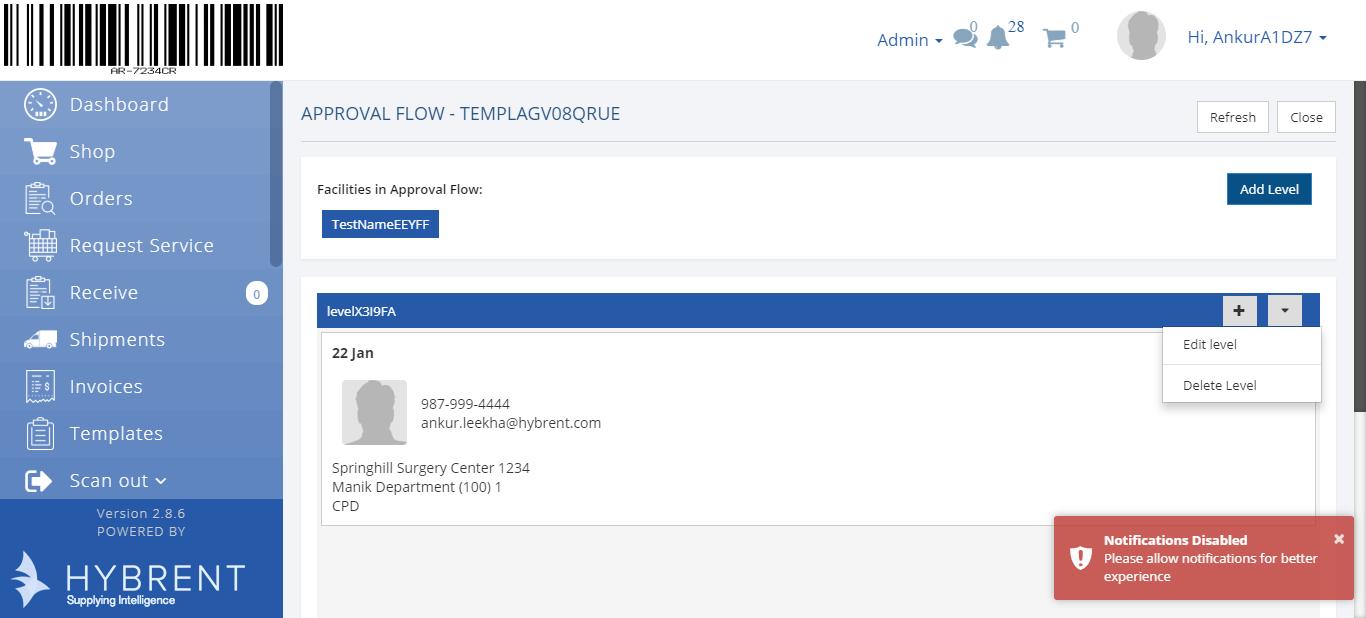 AR-7234CR
Admin
0
28
0
Hi, AnkurA1DZ7
Dashboard
Shop
Orders
Request Service
Receive
0
Shipments
Invoices
Templates
Scan out
Version 2.8.6
POWERED BY
HYBRENT
Supplying Intelligence
APPROVAL FLOW - TEMPLAGV08QRUE
Refresh
Close
Facilities in Approval Flow:
Add Level
TestNameEEYFF
levelX3I9FA
Edit level
Delete Level
22 Jan
987-999-4444
ankur.leekha@hybrent.com
Springhill Surgery Center 1234
Manik Department (100) 1
CPD
Notifications Disabled
Please allow notifications for better
experience